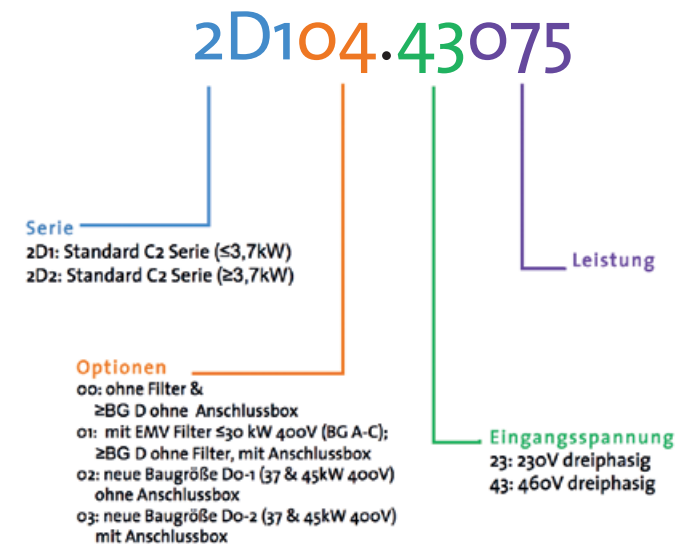 2D104.43075
Serie
2D1: Standard C2 Serie (≤3,7kW)
2D2: Standard C2 Serie (≥3,7kW)
Leistung
Optionen
00: ohne Filter &
≥BG D ohne Anschlussbox
01: mit EMV Filter ≤30 kW 400V (BG A-C);
≥BG D ohne Filter, mit Anschlussbox
02: neue Baugröße D0-1 (37 & 45kW 400V)
ohne Anschlussbox
03: neue Baugröße D0-2 (37 & 45kW 400V)
mit Anschlussbox
Eingangsspannung
23: 230V dreiphasig
43: 460V dreiphasig